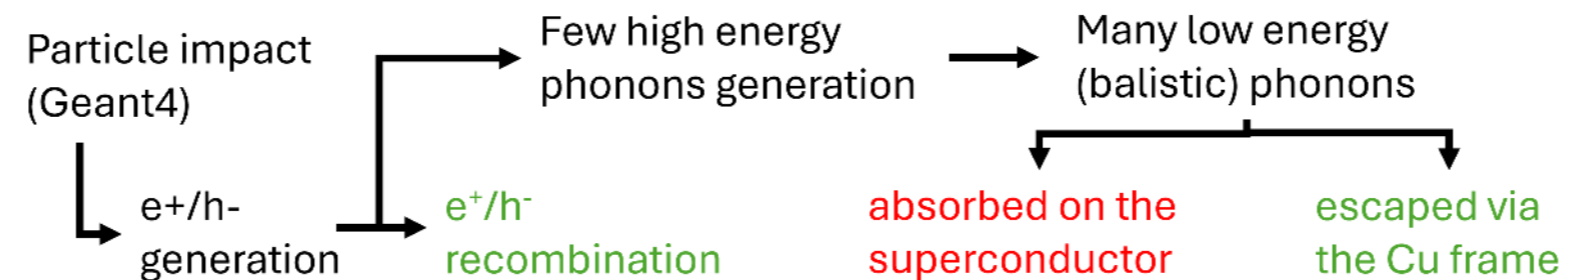 Particle impact
(Geant4)
Few high energy
phonons generation
Many low energy
(balistic) phonons
e+/h-
generation
e⁺/h⁻
recombination
absorbed on the
superconductor
escaped via
the Cu frame